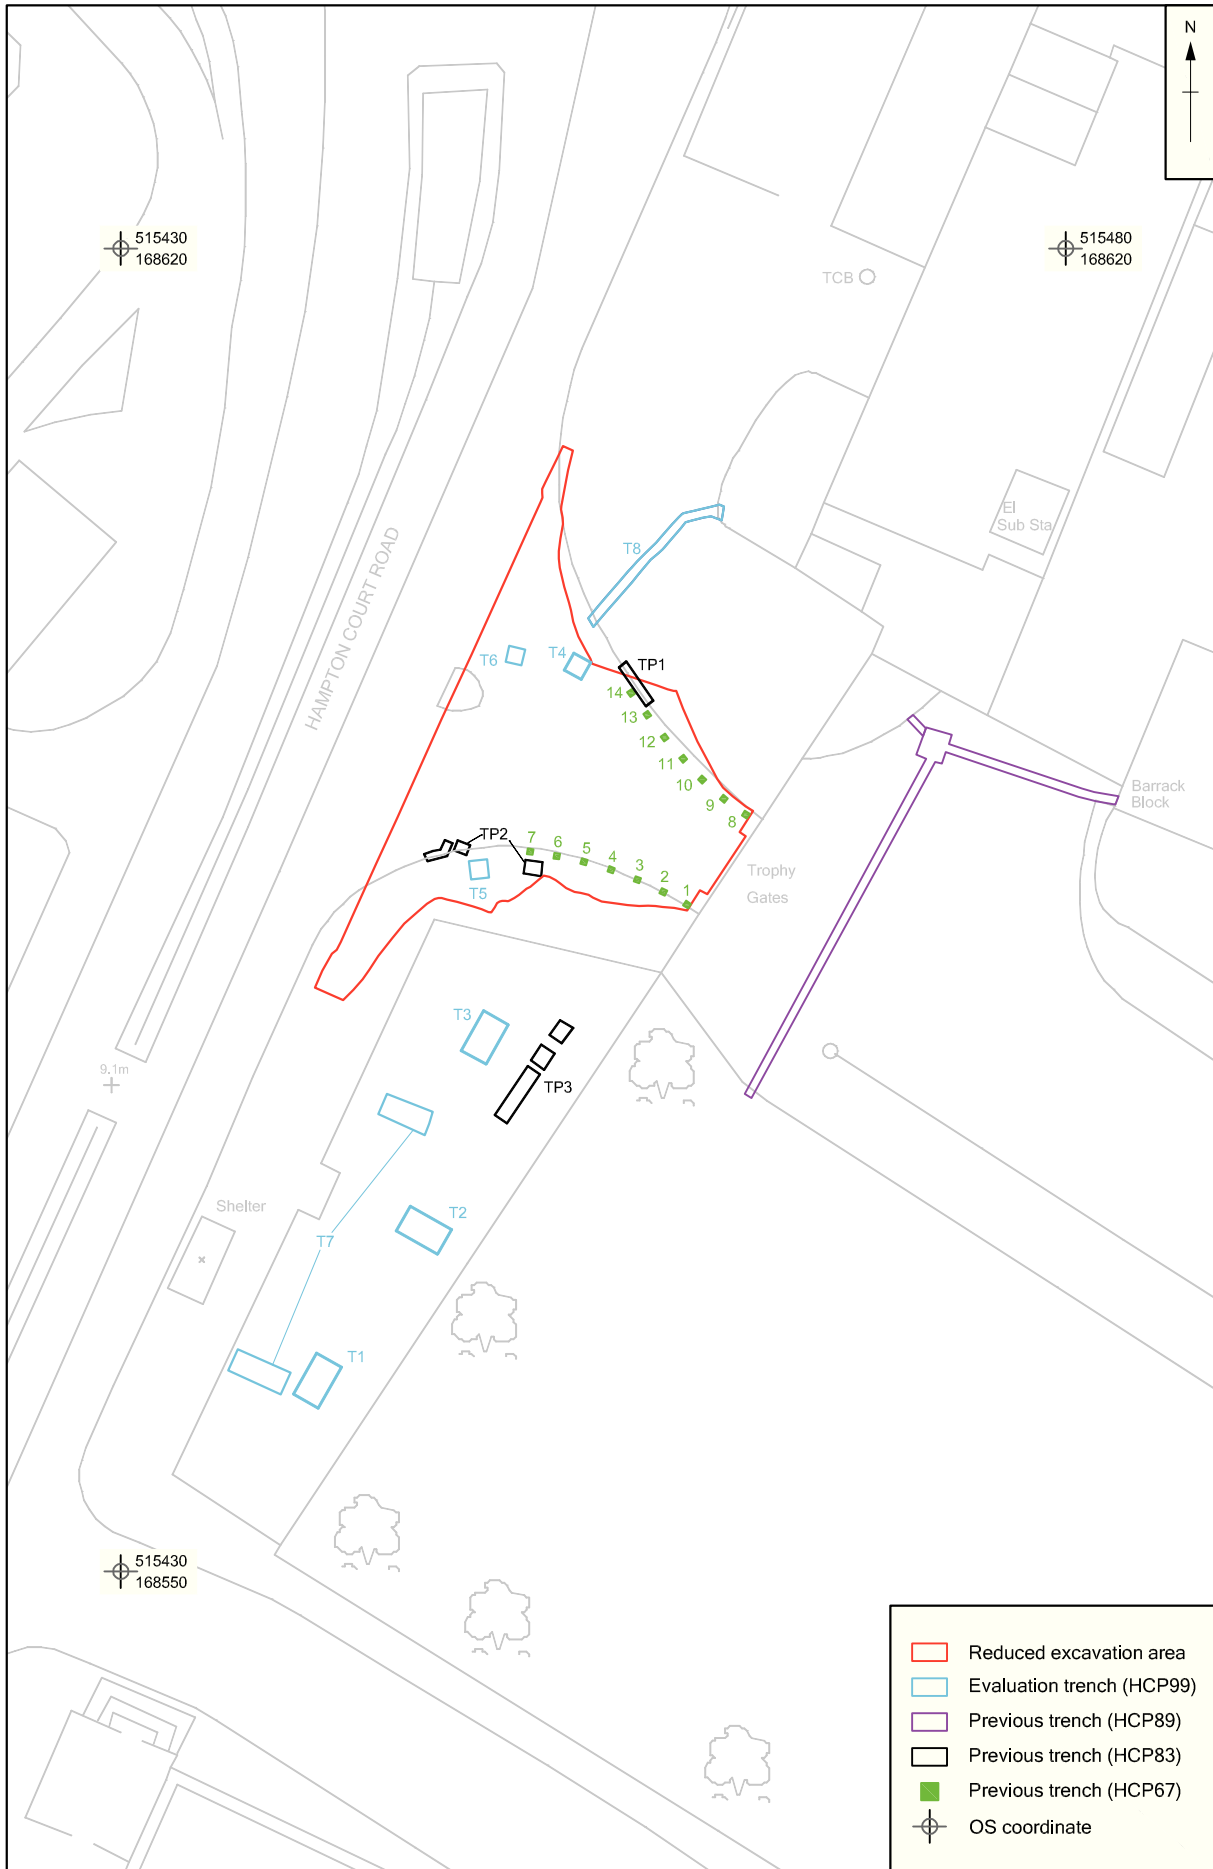 N
515430
168620
515480
168620
TCB
El
Sub Sta
HAMPTON COURT ROAD
T8
T6
T4
TP1
14
13
12
11
10
9
8
Barrack
Block
TP2
7
6
5
4
3
2
1
T5
Trophy
Gates
T3
9.1m
TP3
Shelter
T2
T7
T1
515430
168550
Reduced excavation area
Evaluation trench (HCP99)
Previous trench (HCP89)
Previous trench (HCP83)
Previous trench (HCP67)
OS coordinate